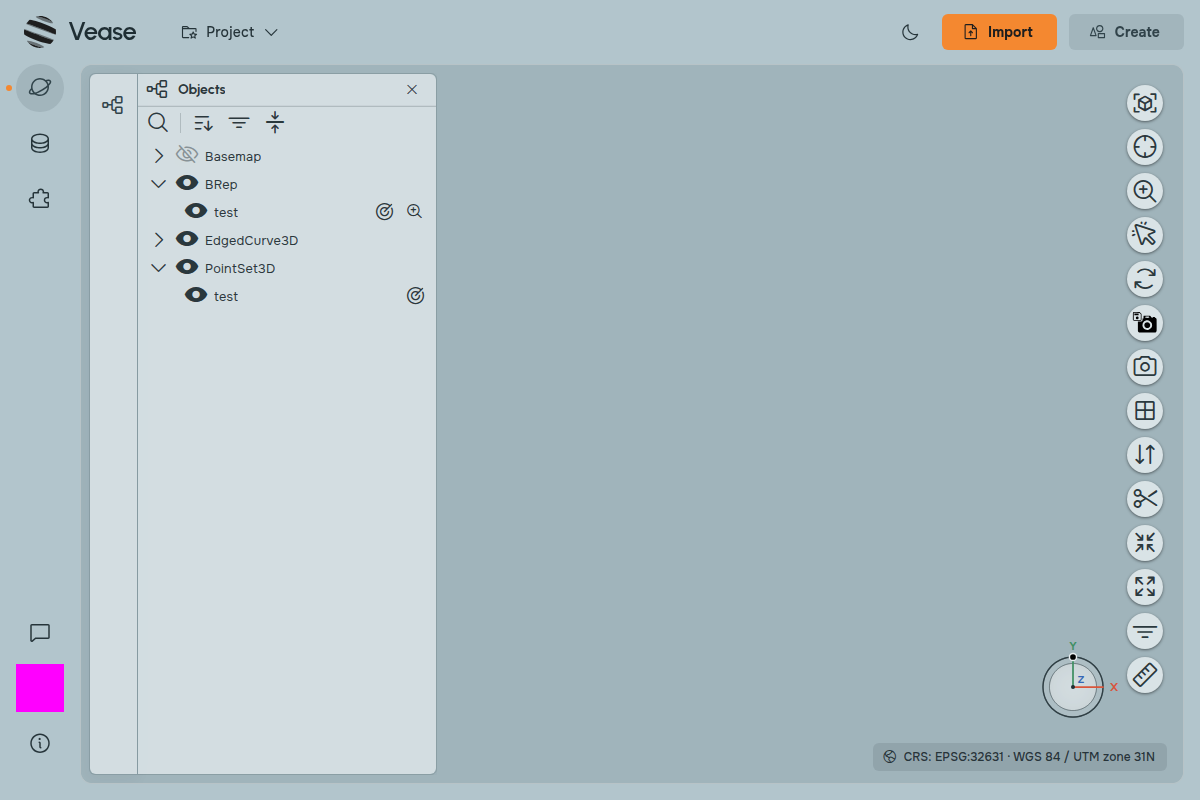 Vease
Project
Import
Create
Objects
Basemap
BRep
test
EdgedCurve3D
PointSet3D
test
Y
Z
X
CRS: EPSG:32631 · WGS 84 / UTM zone 31N